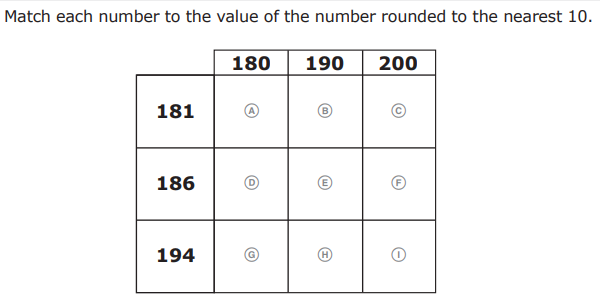 Match each number to the value of the number rounded to the nearest 10.
180 190 200
181 A B C
186 D E F
194 G H I